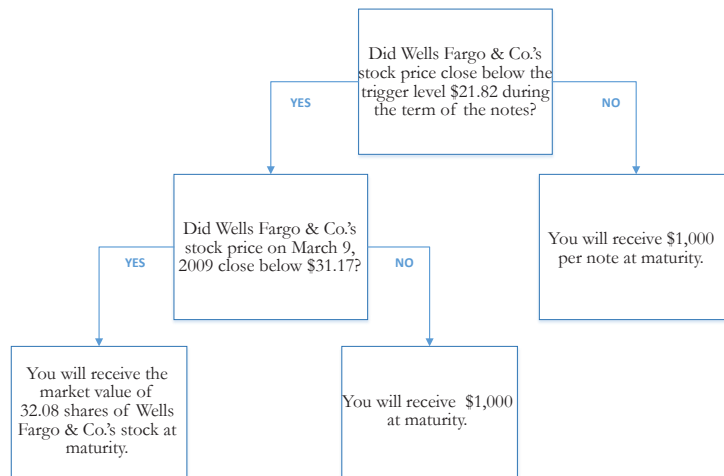 Did Wells Fargo & Co.'s
stock price close below the
trigger level $21.82 during
the term of the notes?
YES
NO
Did Wells Fargo & Co.'s
stock price on March 9,
2009 close below $31.17?
You will receive $1,000
per note at maturity.
YES
NO
You will receive the
market value of
32.08 shares of Wells
Fargo & Co.'s stock at
maturity.
You will receive $1,000
at maturity.